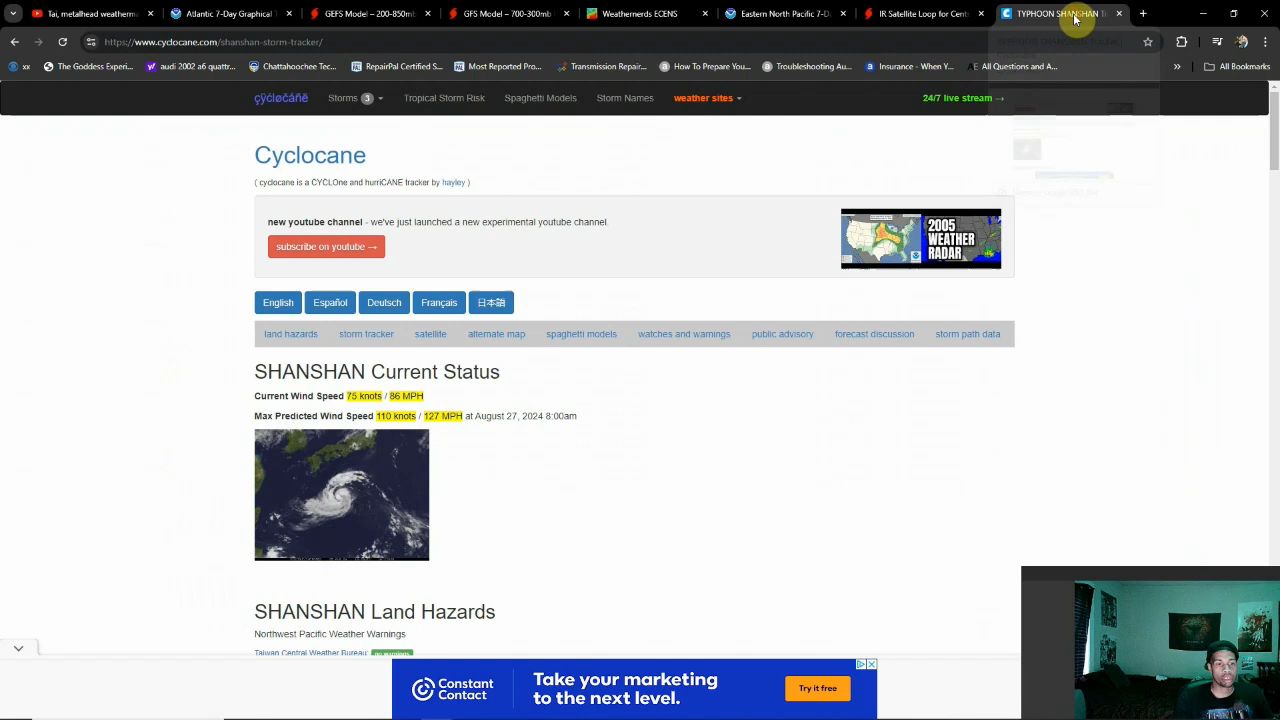 Tai, metalhead weatherma
Atlantic 7-Day Graphical
GEFS Model – 200-850mb
GFS Model – 700-300mb
Weathernerds ECENS
Eastern North Pacific 7-D
IR Satellite Loop for Cent
TYPHOON SHANSHAN Tr
https://www.cyclocane.com/shanshan-storm-tracker/
xx
The Goddess Experi...
audi 2002 a6 quattr...
Chattahoochee Tec...
RepairPal Certified S...
Most Reported Pro...
Transmission Repair...
How To Prepare You...
Troubleshooting Au...
Insurance - When Y...
All Questions and A...
All Bookmarks
çÿćløćåñë
Storms 3
Tropical Storm Risk
Spaghetti Models
Storm Names
weather sites
24/7 live stream →
Cyclocane
( cyclocane is a CYCLOne and hurriCANE tracker by hayley )
new youtube channel - we've just launched a new experimental youtube channel.
subscribe on youtube →
2005
WEATHER
RADAR
English
Español
Deutsch
Français
日本語
land hazards
storm tracker
satellite
alternate map
spaghetti models
watches and warnings
public advisory
forecast discussion
storm path data
SHANSHAN Current Status
Current Wind Speed 75 knots / 86 MPH
Max Predicted Wind Speed 110 knots / 127 MPH at August 27, 2024 8:00am
SHANSHAN Land Hazards
Northwest Pacific Weather Warnings
Taiwan Central Weather Bureau: no warnings
Constant
Contact
Take your marketing
to the next level.
Try it free